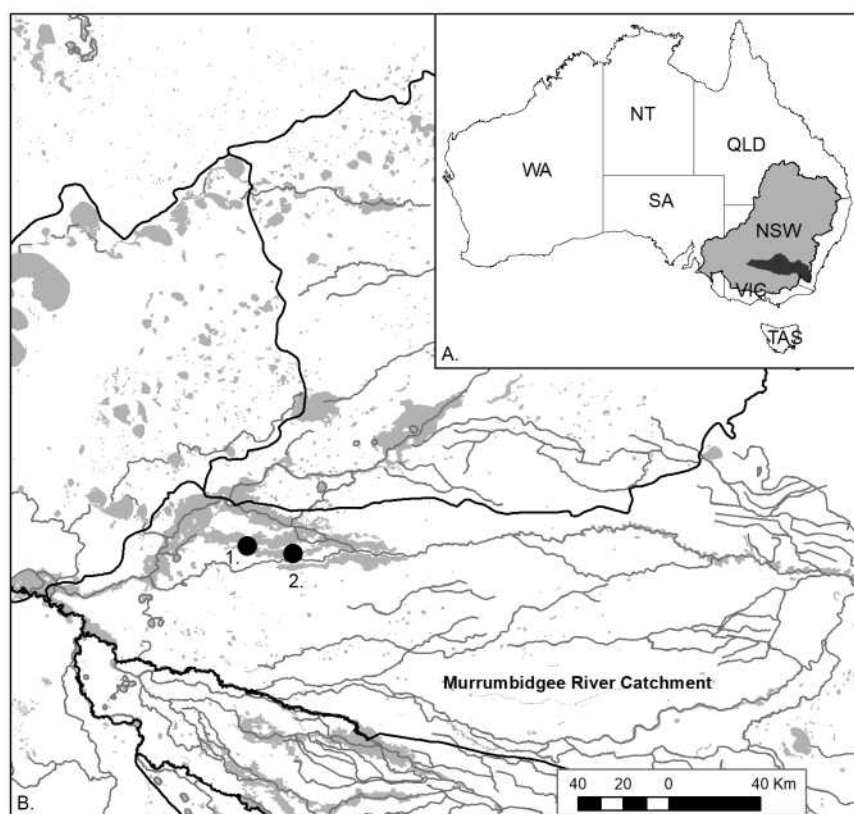 NT
QLD
WA
SA
NSW
VIC
TAS
A.
1.
2.
Murrumbidgee River Catchment
B.
40 20 0 40 Km